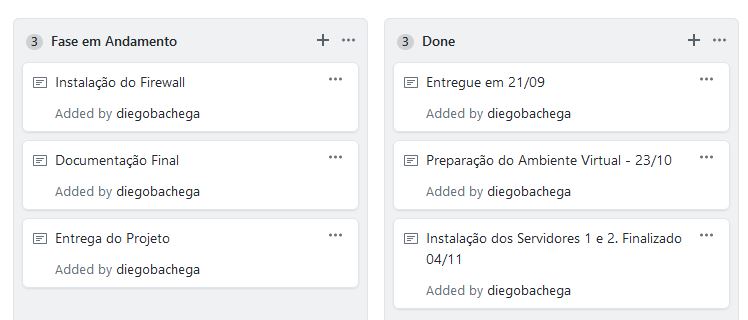 3 Fase em Andamento
Instalação do Firewall
Added by diegobachega
Documentação Final
Added by diegobachega
Entrega do Projeto
Added by diegobachega
3 Done
Entregue em 21/09
Added by diegobachega
Preparação do Ambiente Virtual - 23/10
Added by diegobachega
Instalação dos Servidores 1 e 2. Finalizado
04/11
Added by diegobachega